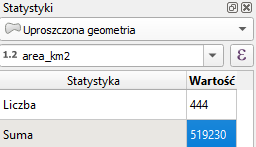 Statystyki
Uproszczona geometria
1.2 area_km2 ε
Statystyka Wartość
Liczba 444
Suma 519230